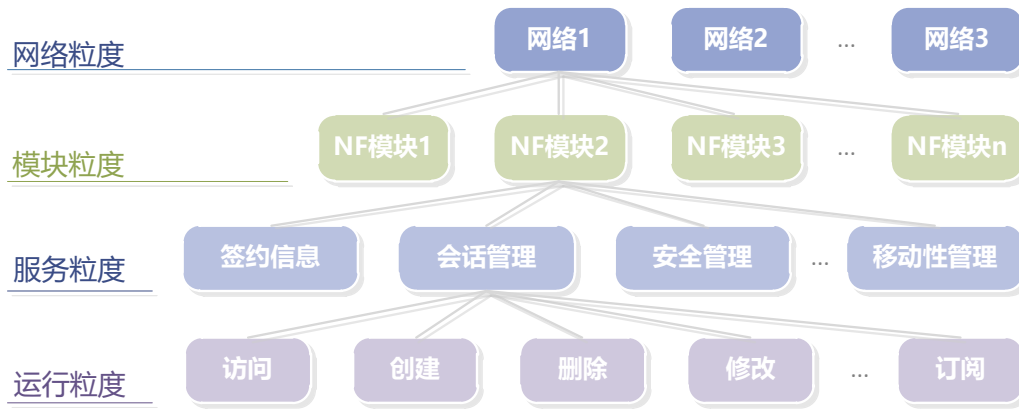 网络粒度
网络1 网络2 ... 网络3
模块粒度
NF模块1 NF模块2 NF模块3 ... NF模块n
服务粒度
签约信息 会话管理 安全管理 ... 移动性管理
运行粒度
访问 创建 删除 修改 ... 订阅